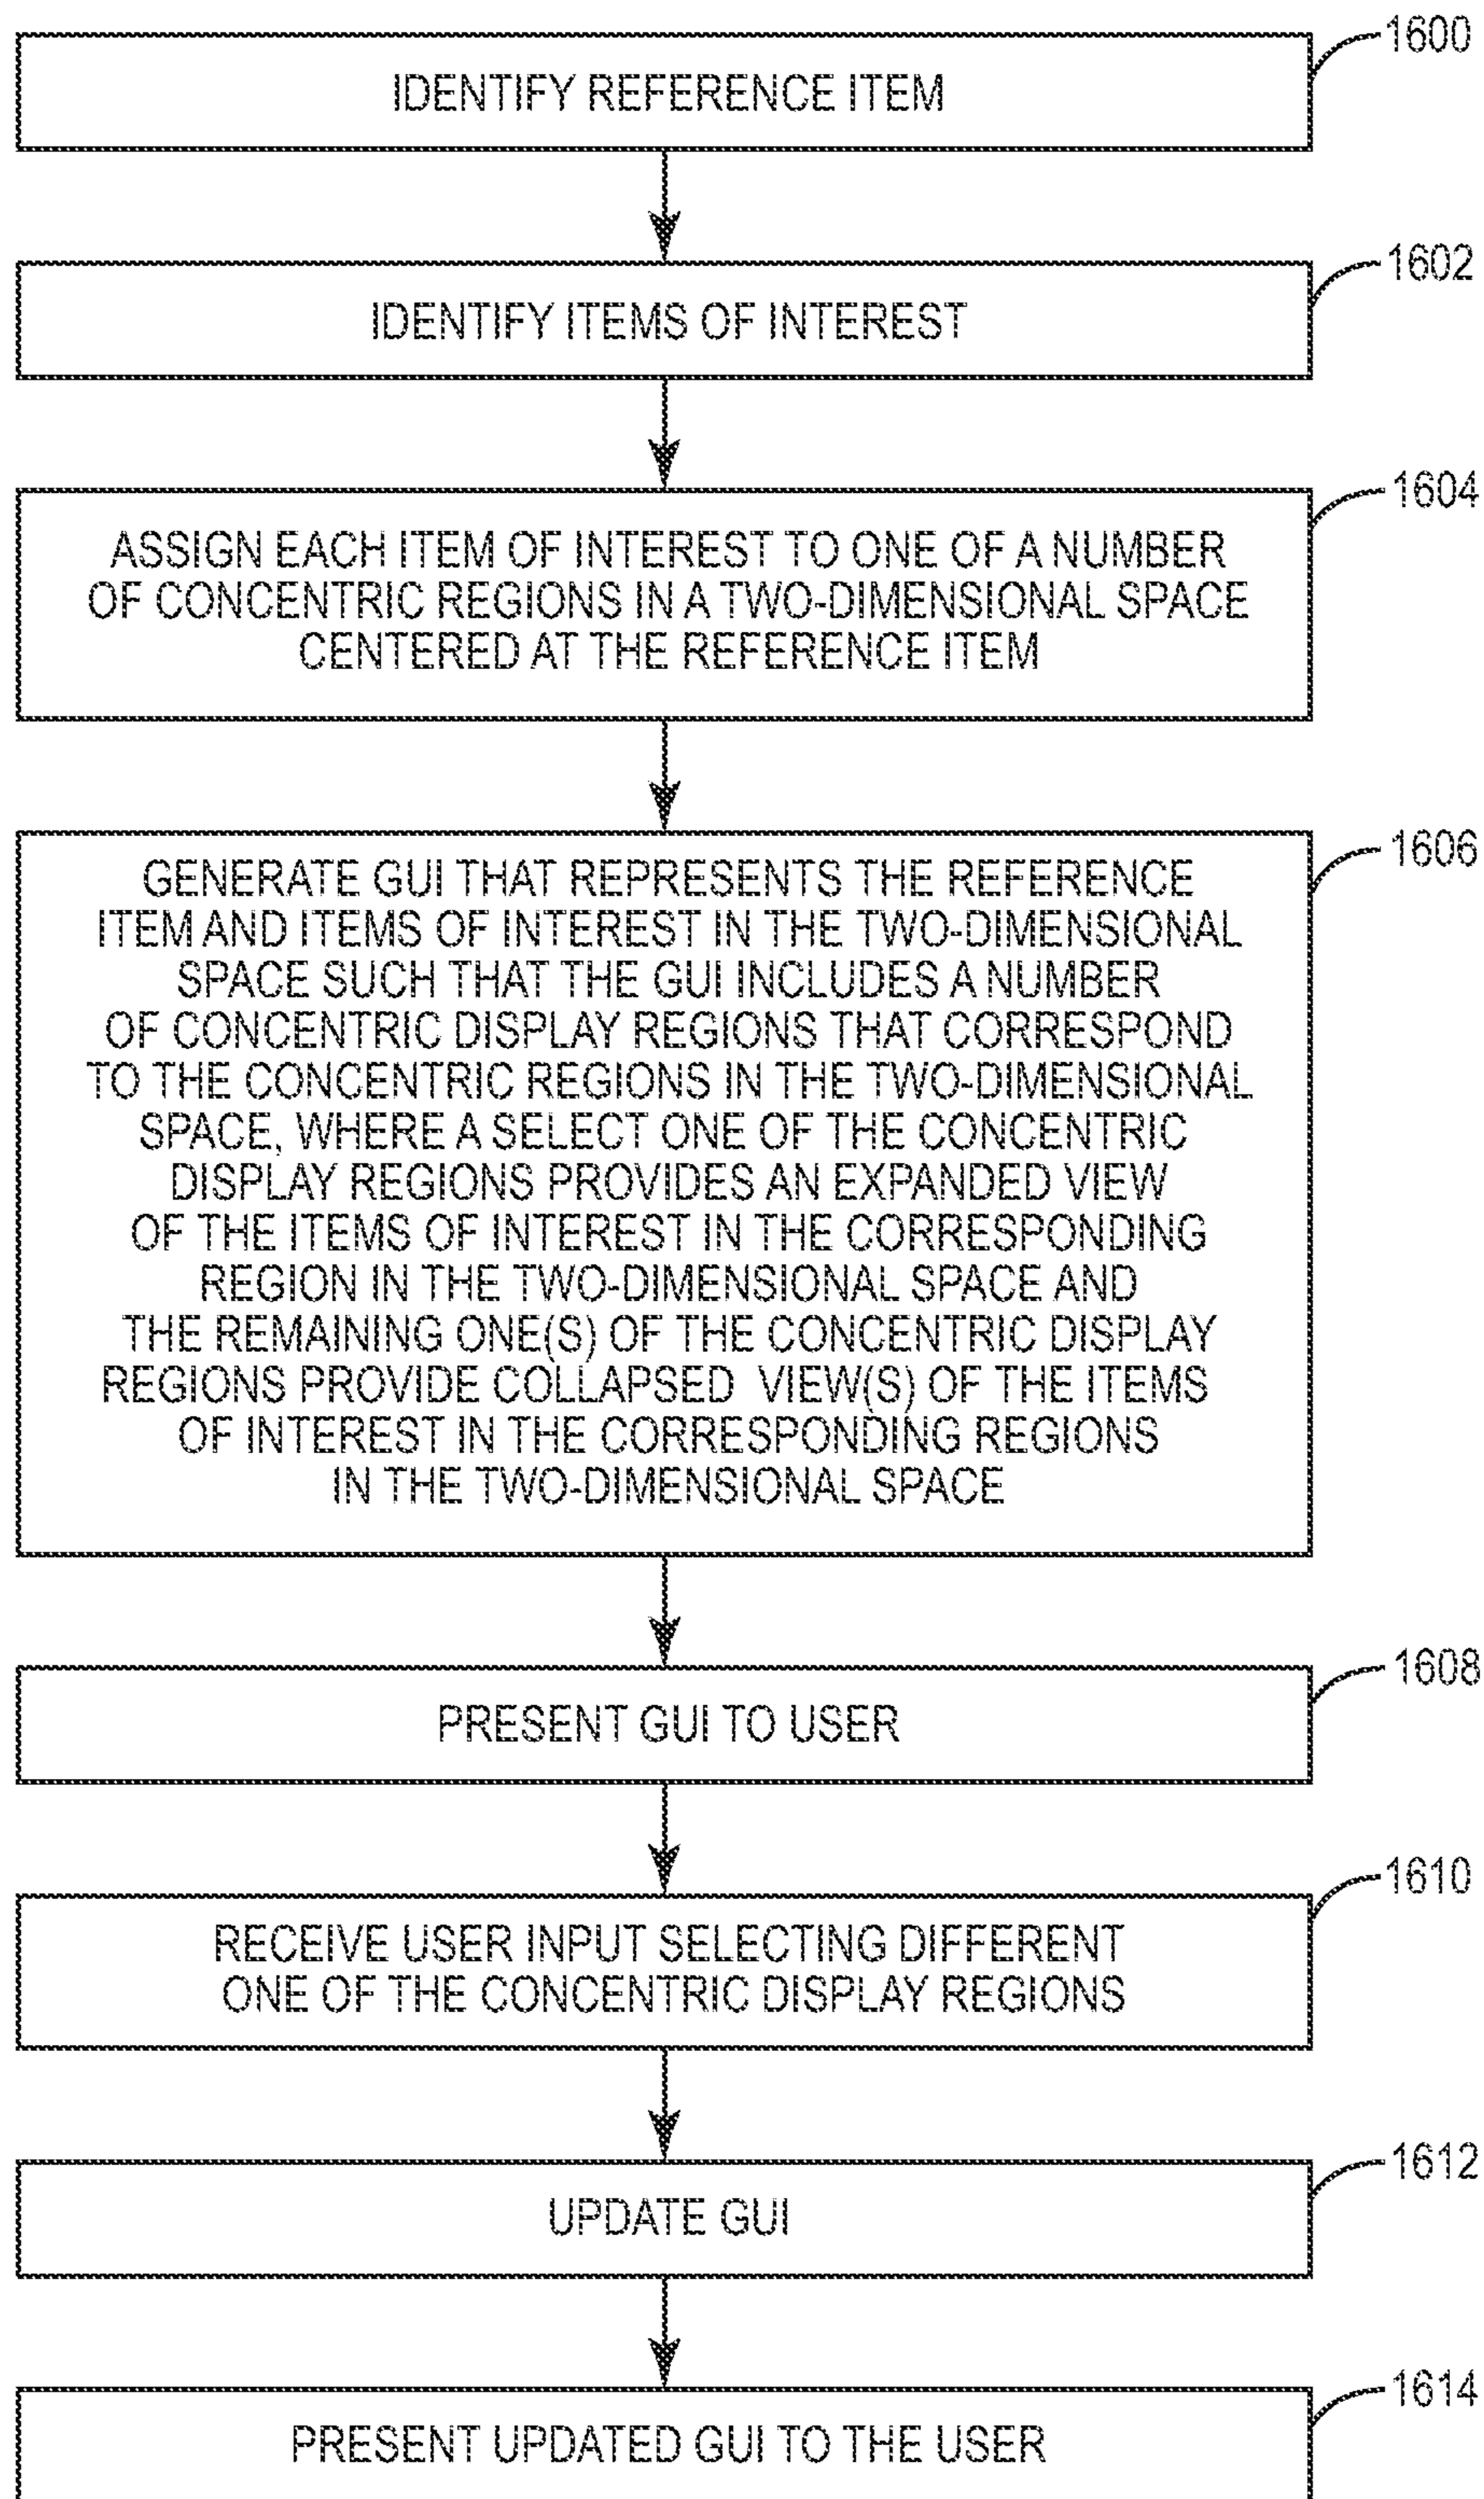 1600
IDENTIFY REFERENCE ITEM
1602
IDENTIFY ITEMS OF INTEREST
1604
ASSIGN EACH ITEM OF INTEREST TO ONE OF A NUMBER
OF CONCENTRIC REGIONS IN A TWO-DIMENSIONAL SPACE
CENTERED AT THE REFERENCE ITEM
1606
GENERATE GUI THAT REPRESENTS THE REFERENCE
ITEM AND ITEMS OF INTEREST IN THE TWO-DIMENSIONAL
SPACE SUCH THAT THE GUI INCLUDES A NUMBER
OF CONCENTRIC DISPLAY REGIONS THAT CORRESPOND
TO THE CONCENTRIC REGIONS IN THE TWO-DIMENSIONAL
SPACE, WHERE A SELECT ONE OF THE CONCENTRIC
DISPLAY REGIONS PROVIDES AN EXPANDED VIEW
OF THE ITEMS OF INTEREST IN THE CORRESPONDING
REGION IN THE TWO-DIMENSIONAL SPACE AND
THE REMAINING ONE(S) OF THE CONCENTRIC DISPLAY
REGIONS PROVIDE COLLAPSED VIEW(S) OF THE ITEMS
OF INTEREST IN THE CORRESPONDING REGIONS
IN THE TWO-DIMENSIONAL SPACE
1608
PRESENT GUI TO USER
1610
RECEIVE USER INPUT SELECTING DIFFERENT
ONE OF THE CONCENTRIC DISPLAY REGIONS
1612
UPDATE GUI
1614
PRESENT UPDATED GUI TO THE USER